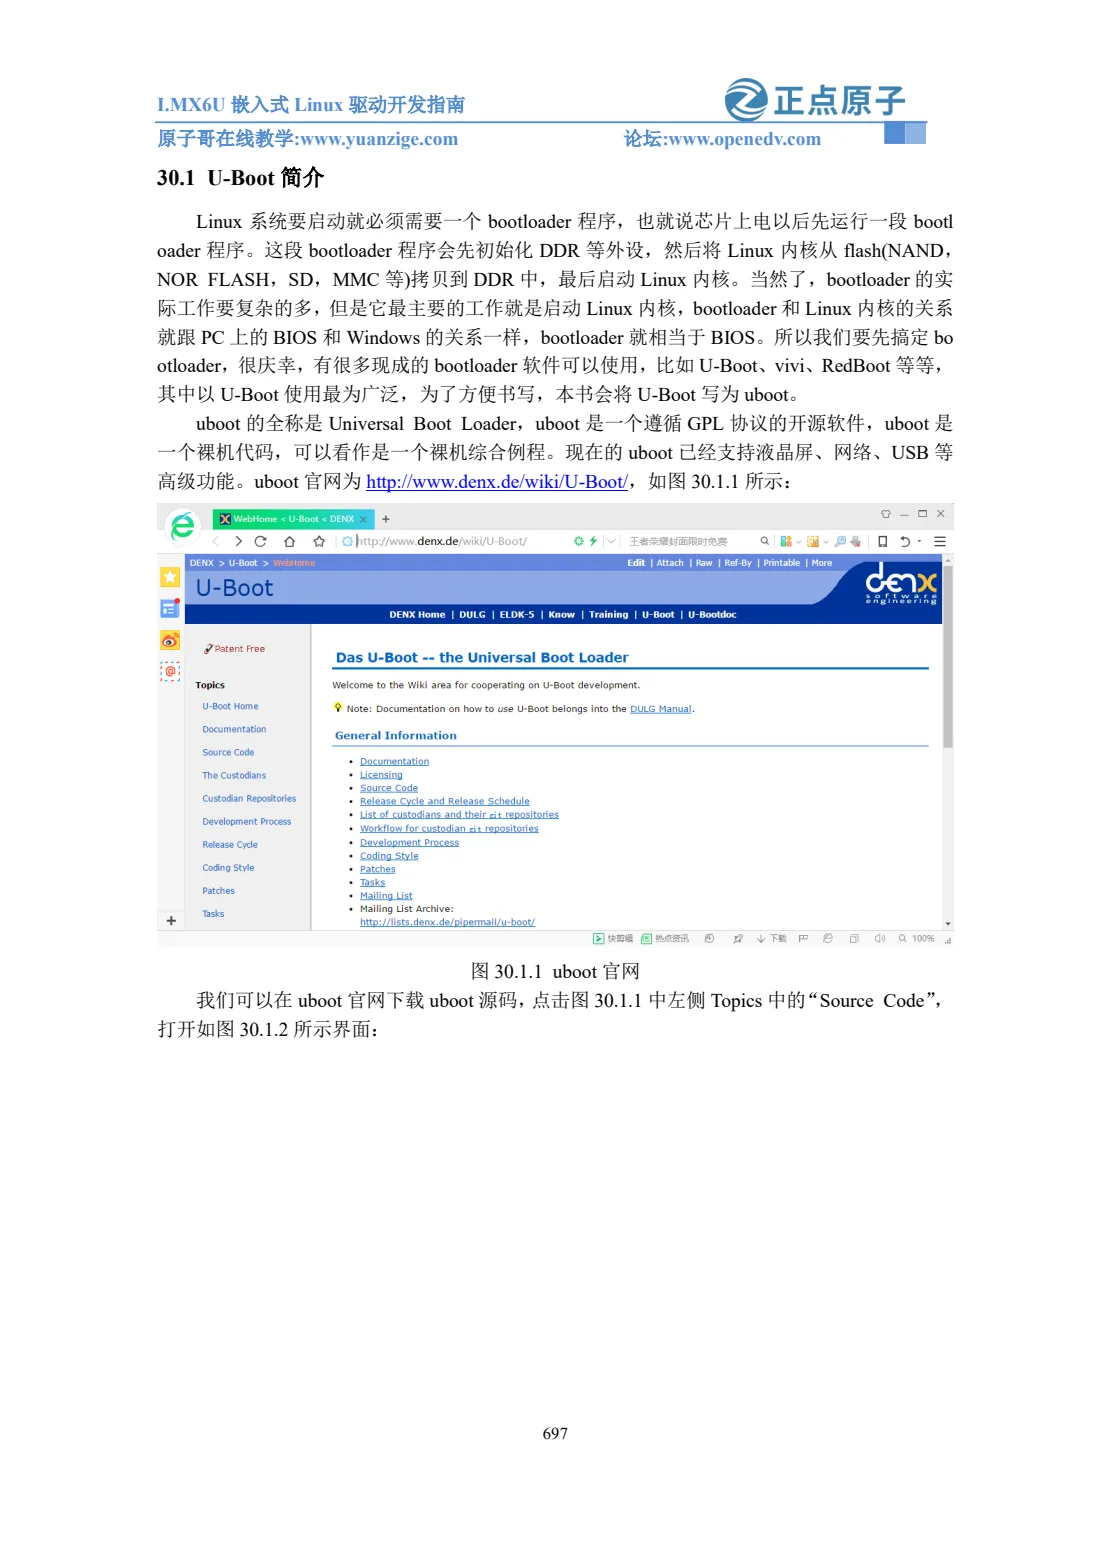 I.MX6U 嵌入式 Linux 驱动开发指南
正点原子
原子哥在线教学:www.yuanzige.com
论坛:www.openedv.com
30.1 U-Boot 简介
Linux 系统要启动就必须需要一个 bootloader 程序，也就说芯片上电以后先运行一段 bootl
oader 程序。这段 bootloader 程序会先初始化 DDR 等外设，然后将 Linux 内核从 flash(NAND，
NOR FLASH，SD，MMC 等)拷贝到 DDR 中，最后启动 Linux 内核。当然了，bootloader 的实
际工作要复杂的多，但是它最主要的工作就是启动 Linux 内核，bootloader 和 Linux 内核的关系
就跟 PC 上的 BIOS 和 Windows 的关系一样，bootloader 就相当于 BIOS。所以我们要先搞定 bo
otloader，很庆幸，有很多现成的 bootloader 软件可以使用，比如 U-Boot、vivi、RedBoot 等等，
其中以 U-Boot 使用最为广泛，为了方便书写，本书会将 U-Boot 写为 uboot。
uboot 的全称是 Universal Boot Loader，uboot 是一个遵循 GPL 协议的开源软件，uboot 是
一个裸机代码，可以看作是一个裸机综合例程。现在的 uboot 已经支持液晶屏、网络、USB 等
高级功能。uboot 官网为 http://www.denx.de/wiki/U-Boot/，如图 30.1.1 所示：
WebHome < U-Boot < DENX × +
http://www.denx.de/wiki/U-Boot/
王者荣耀封面限时免费
DENX > U-Boot > WebHome
Edit | Attach | Raw | Ref-By | Printable | More
U-Boot
denx
software
engineering
DENX Home | DULG | ELDK-5 | Know | Training | U-Boot | U-Bootdoc
Patent Free
Topics
U-Boot Home
Documentation
Source Code
The Custodians
Custodian Repositories
Development Process
Release Cycle
Coding Style
Patches
Tasks
Das U-Boot -- the Universal Boot Loader
Welcome to the Wiki area for cooperating on U-Boot development.
Note: Documentation on how to use U-Boot belongs into the DULG Manual.
General Information
• Documentation
• Licensing
• Source Code
• Release Cycle and Release Schedule
• List of custodians and their git repositories
• Workflow for custodian git repositories
• Development Process
• Coding Style
• Patches
• Tasks
• Mailing List
• Mailing List Archive:
http://lists.denx.de/pipermail/u-boot/
快剪辑 热点资讯 下载 100%
图 30.1.1 uboot 官网
我们可以在 uboot 官网下载 uboot 源码，点击图 30.1.1 中左侧 Topics 中的“Source Code”，
打开如图 30.1.2 所示界面：
697